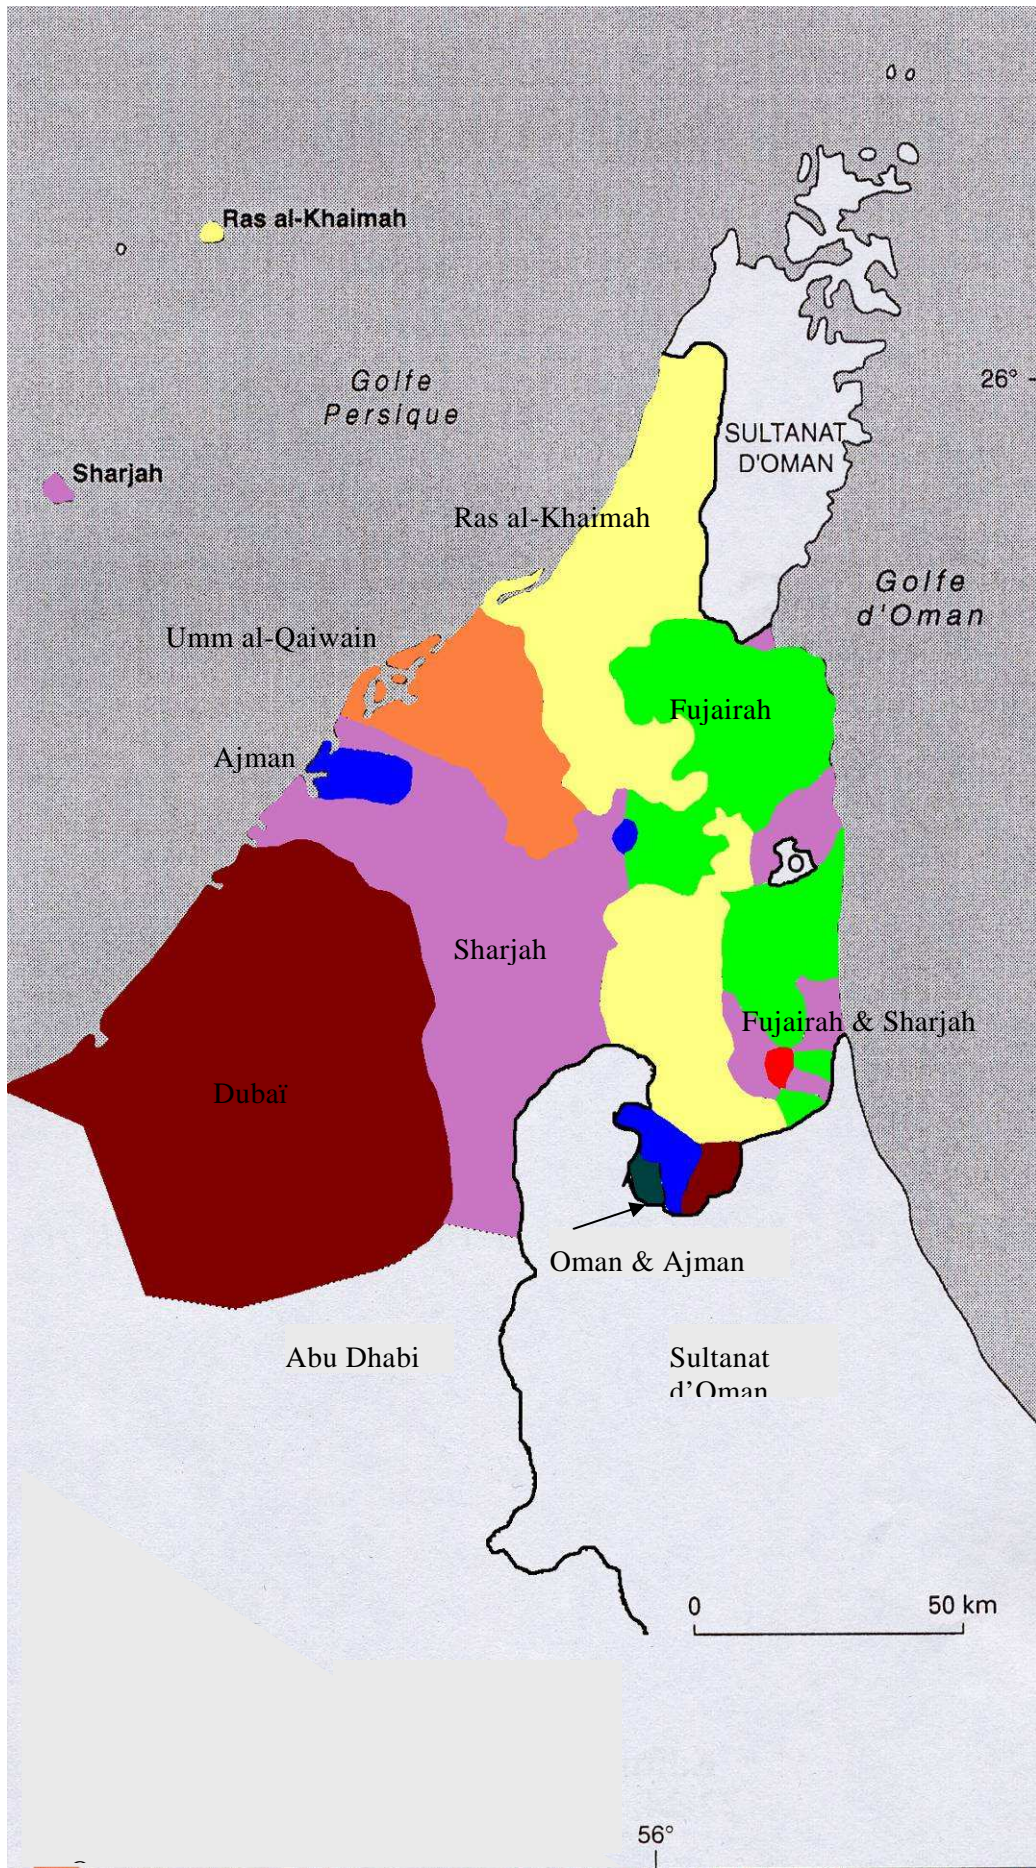 Ras al-Khaimah
Golfe
Persique
26°
SULTANAT
D'OMAN
Sharjah
Ras al-Khaimah
Golfe
d'Oman
Umm al-Qaiwain
Fujairah
Ajman
O
Sharjah
Fujairah & Sharjah
Dubaï
Oman & Ajman
Abu Dhabi
Sultanat
d’Oman
0 50 km
56°